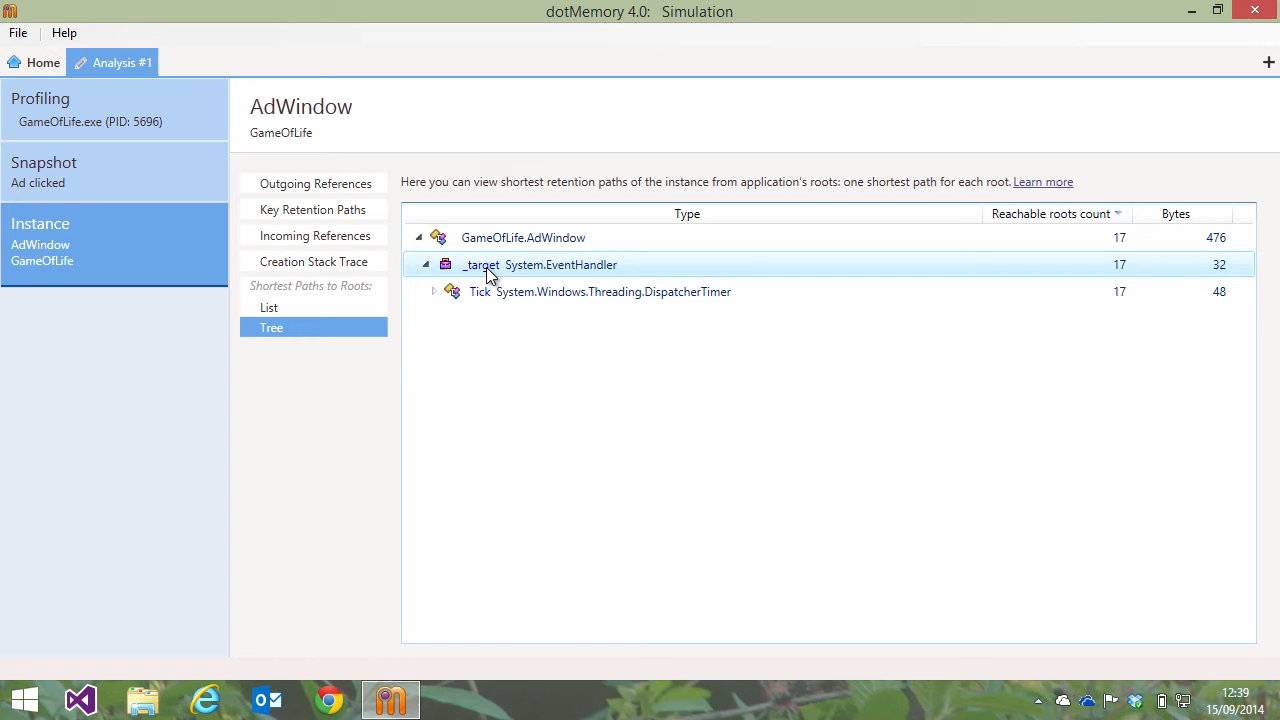 dotMemory 4.0: Simulation
File Help
Home Analysis #1
Profiling
GameOfLife.exe (PID: 5696)
Snapshot
Ad clicked
Instance
AdWindow
GameOfLife
AdWindow
GameOfLife
Outgoing References
Key Retention Paths
Incoming References
Creation Stack Trace
Shortest Paths to Roots:
List
Tree
Here you can view shortest retention paths of the instance from application's roots: one shortest path for each root. Learn more
Type Reachable roots count Bytes
GameOfLife.AdWindow 17 476
_target System.EventHandler 17 32
Tick System.Windows.Threading.DispatcherTimer 17 48
12:39
15/09/2014